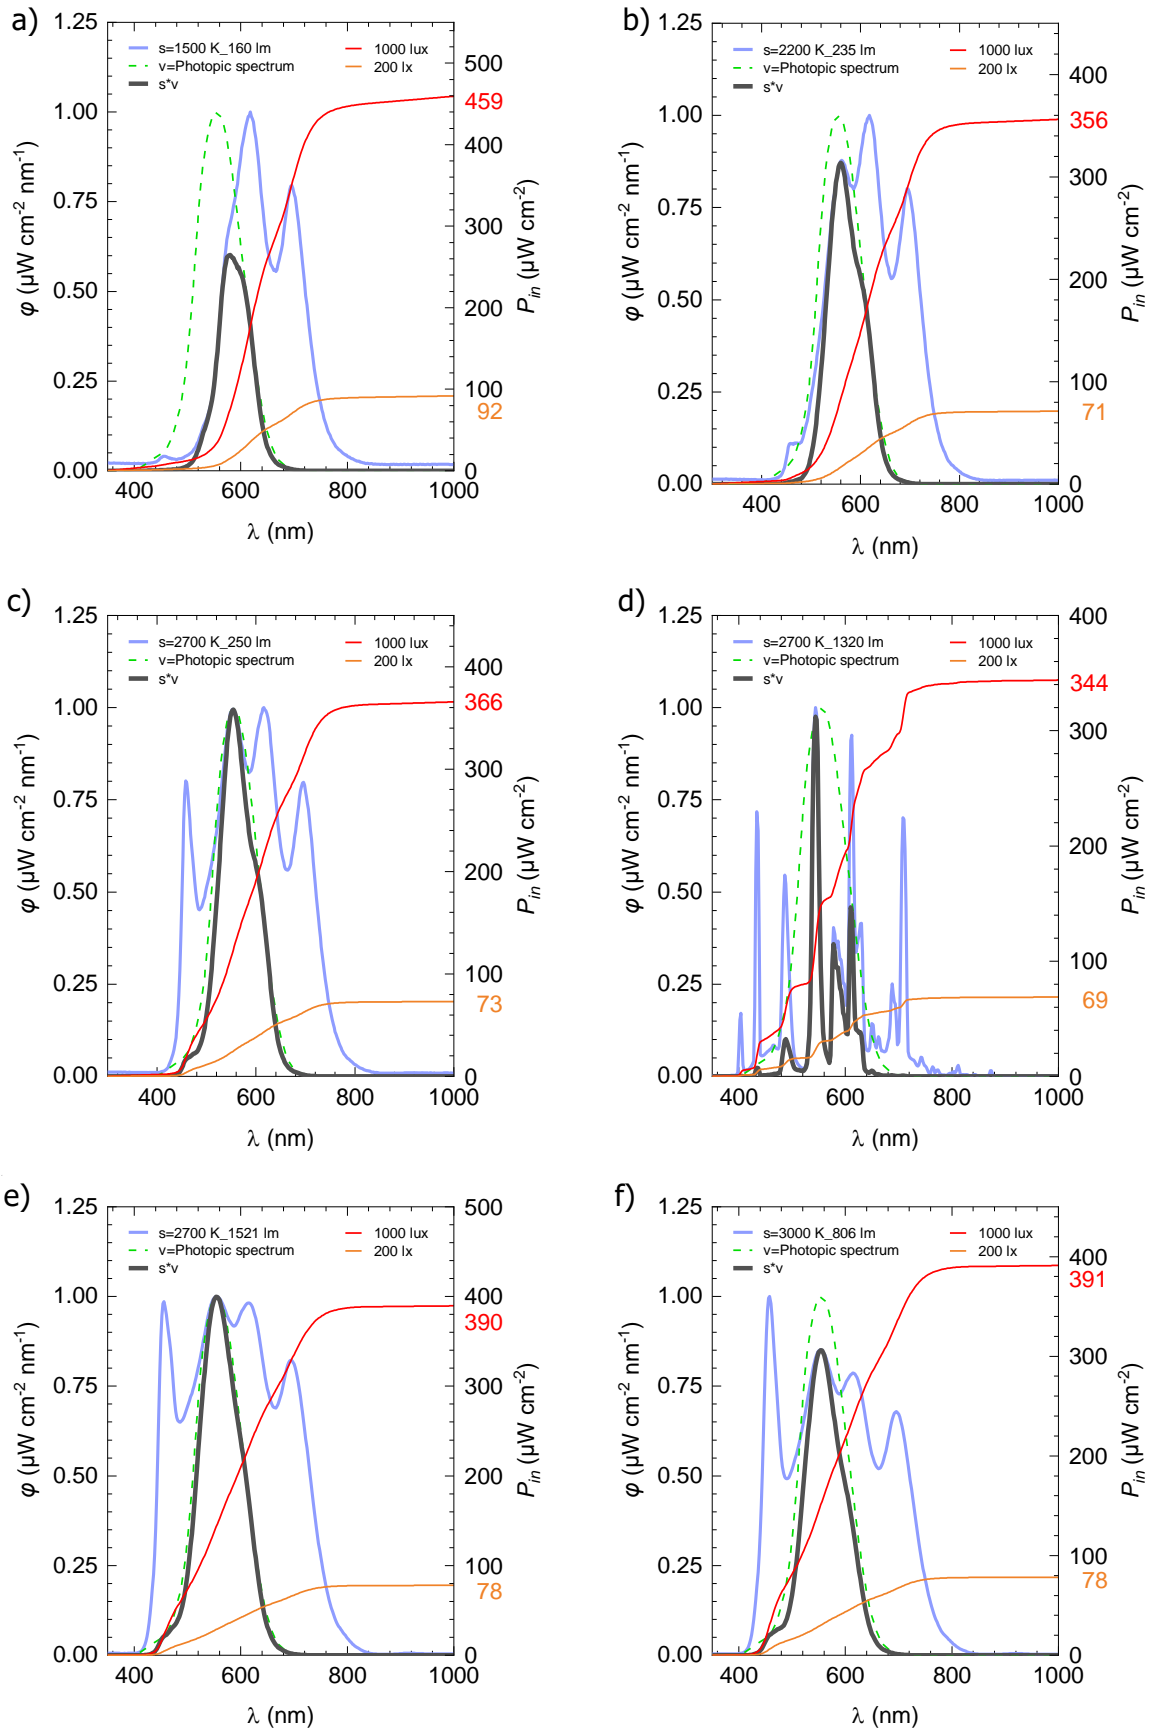 a)
s=1500 K_160 lm
v=Photopic spectrum
s*v
1000 lux
200 lx
1.25
1.00
0.75
0.50
0.25
0.00
φ (μW cm-2 nm-1)
500
400
300
200
100
0
Pin (μW cm-2)
459
92
400 600 800 1000
λ (nm)
b)
s=2200 K_235 lm
v=Photopic spectrum
s*v
1000 lux
200 lx
1.25
1.00
0.75
0.50
0.25
0.00
φ (μW cm-2 nm-1)
400
300
200
100
0
Pin (μW cm-2)
356
71
400 600 800 1000
λ (nm)
c)
s=2700 K_250 lm
v=Photopic spectrum
s*v
1000 lux
200 lx
1.25
1.00
0.75
0.50
0.25
0.00
φ (μW cm-2 nm-1)
400
300
200
100
0
Pin (μW cm-2)
366
73
400 600 800 1000
λ (nm)
d)
s=2700 K_1320 lm
v=Photopic spectrum
s*v
1000 lux
200 lx
1.25
1.00
0.75
0.50
0.25
0.00
φ (μW cm-2 nm-1)
400
300
200
100
0
Pin (μW cm-2)
344
69
400 600 800 1000
λ (nm)
e)
s=2700 K_1521 lm
v=Photopic spectrum
s*v
1000 lux
200 lx
1.25
1.00
0.75
0.50
0.25
0.00
φ (μW cm-2 nm-1)
500
400
300
200
100
0
Pin (μW cm-2)
390
78
400 600 800 1000
λ (nm)
f)
s=3000 K_806 lm
v=Photopic spectrum
s*v
1000 lux
200 lx
1.25
1.00
0.75
0.50
0.25
0.00
φ (μW cm-2 nm-1)
400
300
200
100
0
Pin (μW cm-2)
391
78
400 600 800 1000
λ (nm)